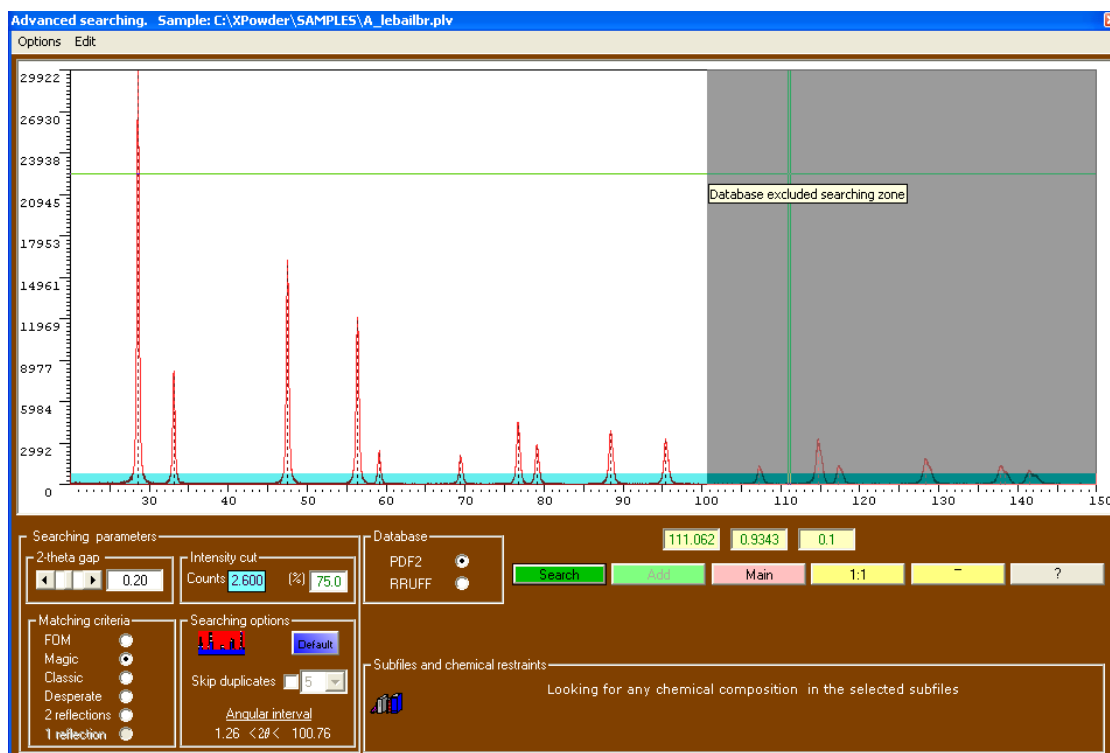 Advanced searching. Sample: C:\XPowder\SAMPLES\A_lebailbr.plv
Options Edit
29922
26930
23938
20945
17953
14961
11969
8977
5984
2992
0
Database excluded searching zone
30 40 50 60 70 80 90 100 110 120 130 140 150
Searching parameters
2-theta gap
0.20
Intensity cut
Counts 2.600 (%) 75.0
Database
PDF2
RRUFF
111.062 0.9343 0.1
Search Add Main 1:1 ¯ ?
Matching criteria
FOM
Magic
Classic
Desperate
2 reflections
1 reflection
Searching options
Default
Skip duplicates 5
Angular interval
1.26 <2θ< 100.76
Subfiles and chemical restraints
Looking for any chemical composition in the selected subfiles